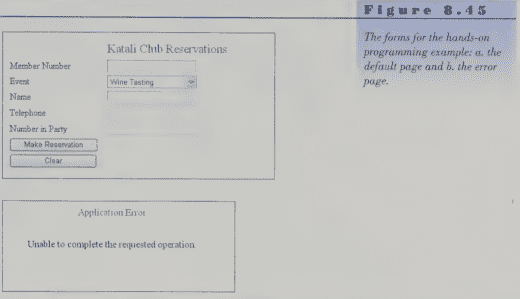 Figure 8.45
The forms for the hands-on
programming example: a. the
default page and b. the error
page.
Katali Club Reservations
Member Number
Event
Wine Tasting
Name
Telephone
Number in Party
Make Reservation
Clear
Application Error
Unable to complete the requested operation.